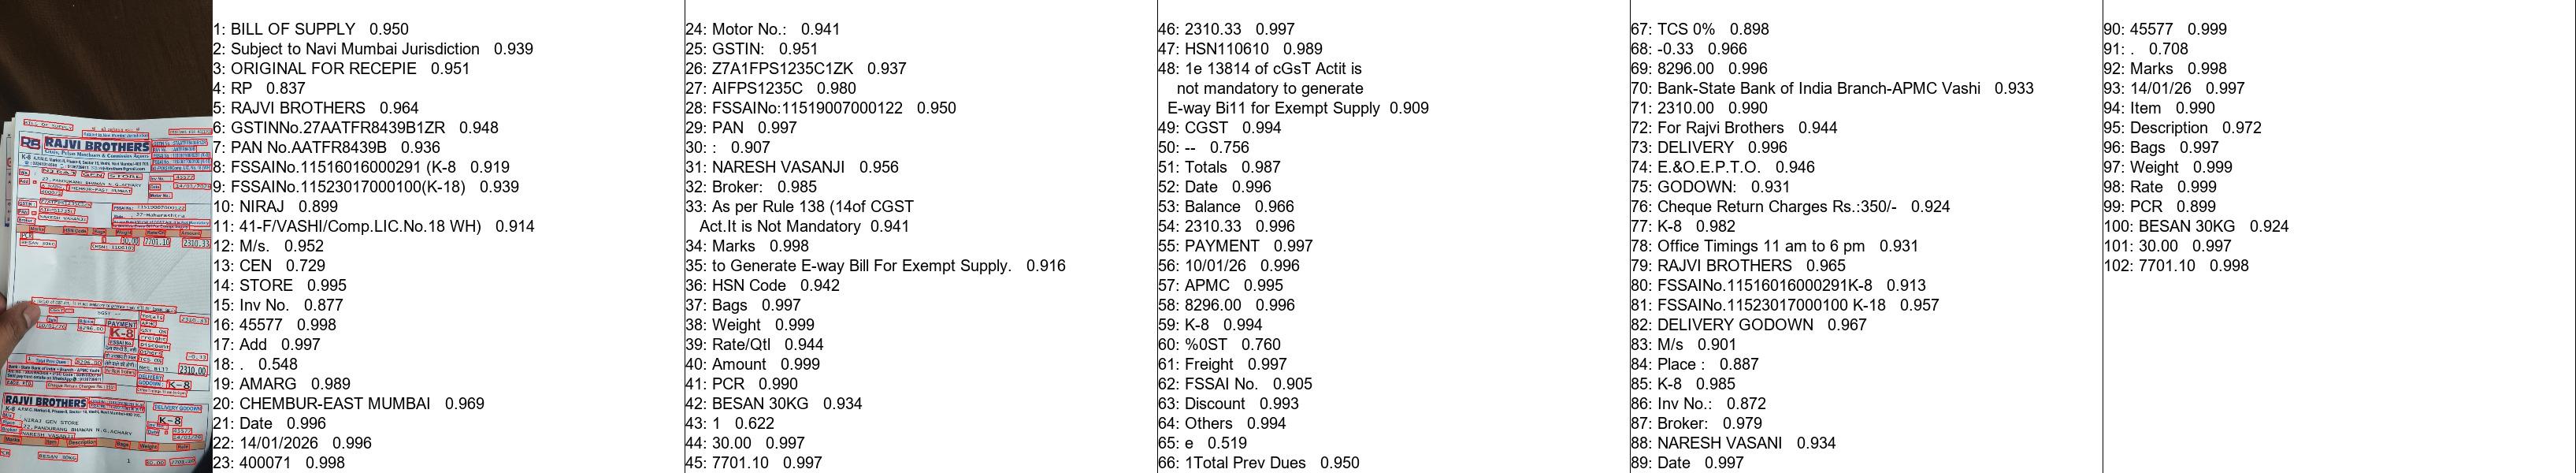 BILL OF SUPPLY
RAJVI BROTHERS
RAJVI BROTHERS
1: BILL OF SUPPLY 0.950
2: Subject to Navi Mumbai Jurisdiction 0.939
3: ORIGINAL FOR RECEPIE 0.951
4: RP 0.837
5: RAJVI BROTHERS 0.964
6: GSTINNo.27AATFR8439B1ZR 0.948
7: PAN No.AATFR8439B 0.936
8: FSSAINo.11516016000291 (K-8 0.919
9: FSSAINo.11523017000100(K-18) 0.939
10: NIRAJ 0.899
11: 41-F/VASHI/Comp.LIC.No.18 WH) 0.914
12: M/s. 0.952
13: CEN 0.729
14: STORE 0.995
15: Inv No. 0.877
16: 45577 0.998
17: Add 0.997
18: . 0.548
19: AMARG 0.989
20: CHEMBUR-EAST MUMBAI 0.969
21: Date 0.996
22: 14/01/2026 0.996
23: 400071 0.998
24: Motor No.: 0.941
25: GSTIN: 0.951
26: Z7A1FPS1235C1ZK 0.937
27: AIFPS1235C 0.980
28: FSSAINo:11519007000122 0.950
29: PAN 0.997
30: : 0.907
31: NARESH VASANJI 0.956
32: Broker: 0.985
33: As per Rule 138 (14of CGST
Act.It is Not Mandatory 0.941
34: Marks 0.998
35: to Generate E-way Bill For Exempt Supply. 0.916
36: HSN Code 0.942
37: Bags 0.997
38: Weight 0.999
39: Rate/Qtl 0.944
40: Amount 0.999
41: PCR 0.990
42: BESAN 30KG 0.934
43: 1 0.622
44: 30.00 0.997
45: 7701.10 0.997
46: 2310.33 0.997
47: HSN110610 0.989
48: 1e 13814 of cGsT Actit is
not mandatory to generate
E-way Bi11 for Exempt Supply 0.909
49: CGST 0.994
50: -- 0.756
51: Totals 0.987
52: Date 0.996
53: Balance 0.966
54: 2310.33 0.996
55: PAYMENT 0.997
56: 10/01/26 0.996
57: APMC 0.995
58: 8296.00 0.996
59: K-8 0.994
60: %0ST 0.760
61: Freight 0.997
62: FSSAI No. 0.905
63: Discount 0.993
64: Others 0.994
65: e 0.519
66: 1Total Prev Dues 0.950
67: TCS 0% 0.898
68: -0.33 0.966
69: 8296.00 0.996
70: Bank-State Bank of India Branch-APMC Vashi 0.933
71: 2310.00 0.990
72: For Rajvi Brothers 0.944
73: DELIVERY 0.996
74: E.&O.E.P.T.O. 0.946
75: GODOWN: 0.931
76: Cheque Return Charges Rs.:350/- 0.924
77: K-8 0.982
78: Office Timings 11 am to 6 pm 0.931
79: RAJVI BROTHERS 0.965
80: FSSAINo.11516016000291K-8 0.913
81: FSSAINo.11523017000100 K-18 0.957
82: DELIVERY GODOWN 0.967
83: M/s 0.901
84: Place : 0.887
85: K-8 0.985
86: Inv No.: 0.872
87: Broker: 0.979
88: NARESH VASANI 0.934
89: Date 0.997
90: 45577 0.999
91: . 0.708
92: Marks 0.998
93: 14/01/26 0.997
94: Item 0.990
95: Description 0.972
96: Bags 0.997
97: Weight 0.999
98: Rate 0.999
99: PCR 0.899
100: BESAN 30KG 0.924
101: 30.00 0.997
102: 7701.10 0.998